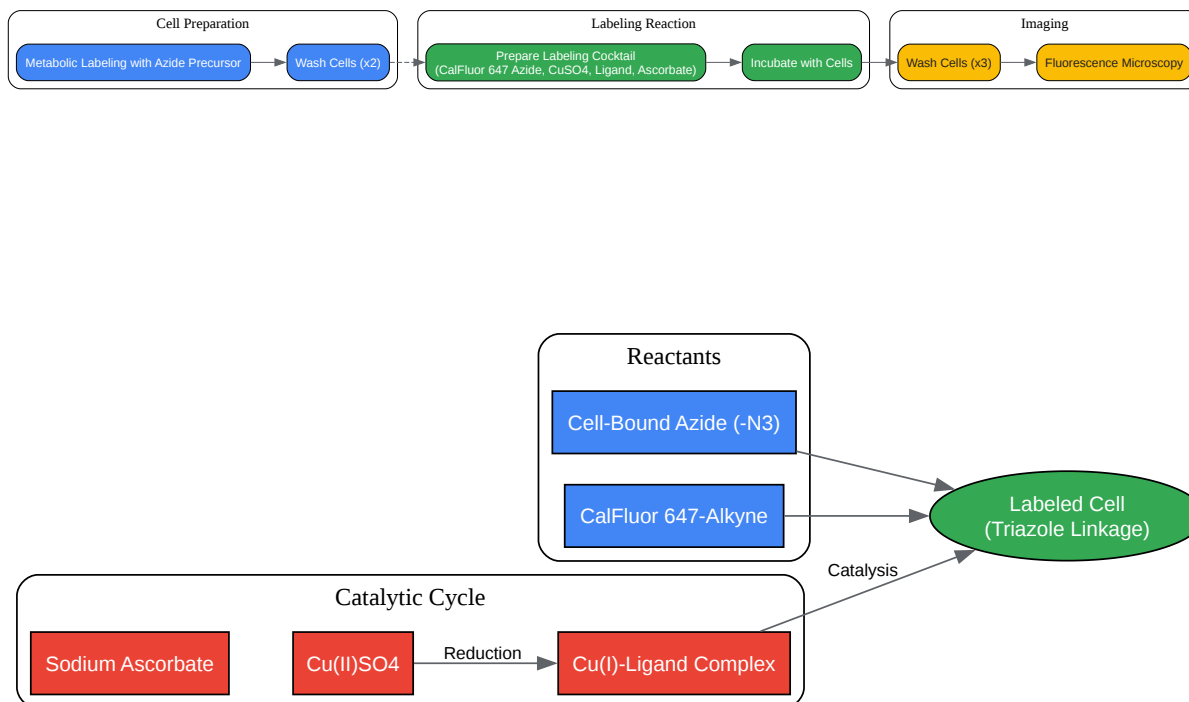 Cell Preparation
Labeling Reaction
Imaging
Metabolic Labeling with Azide Precursor
Wash Cells (x2)
Prepare Labeling Cocktail
(CalFluor 647 Azide, CuSO4, Ligand, Ascorbate)
Incubate with Cells
Wash Cells (x3)
Fluorescence Microscopy
Reactants
Cell-Bound Azide (-N3)
CalFluor 647-Alkyne
Labeled Cell
(Triazole Linkage)
Catalysis
Catalytic Cycle
Sodium Ascorbate
Cu(II)SO4
Reduction
Cu(I)-Ligand Complex